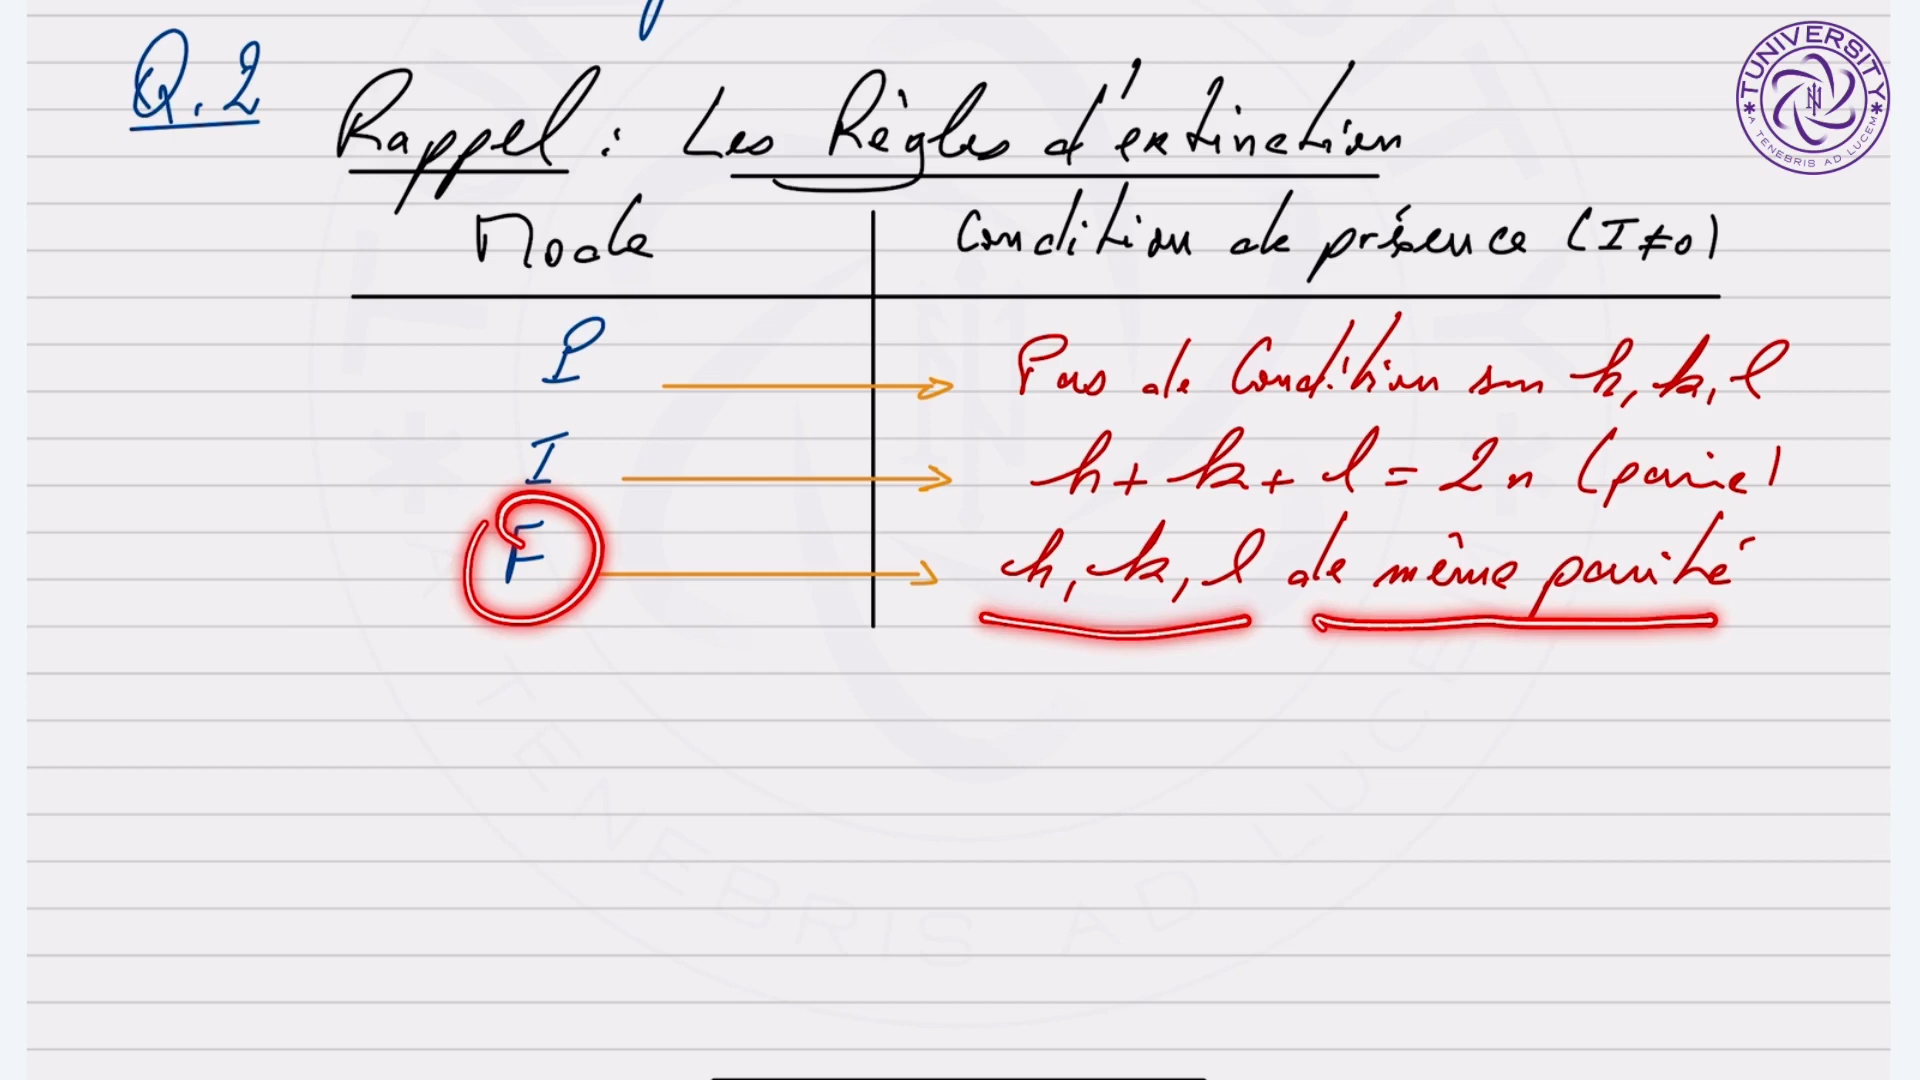 Q.2
Rappel : Les Règles d'extinction
Mode Condition de présence (I≠0)
P Pas de Condition sur h, k, l
I h + k + l = 2n (paire)
F h, k, l de même parité
TUNIVERSITY
A TENEBRIS AD LUCEM